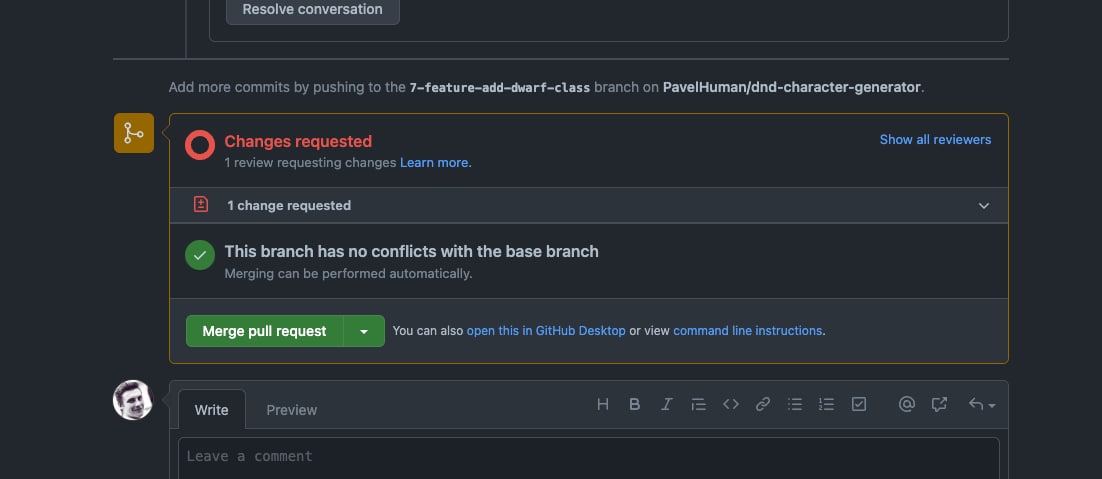 Resolve conversation
Add more commits by pushing to the 7-feature-add-dwarf-class branch on PavelHuman/dnd-character-generator.
Changes requested
Show all reviewers
1 review requesting changes Learn more.
1 change requested
This branch has no conflicts with the base branch
Merging can be performed automatically.
Merge pull request
You can also open this in GitHub Desktop or view command line instructions.
Write Preview
Leave a comment